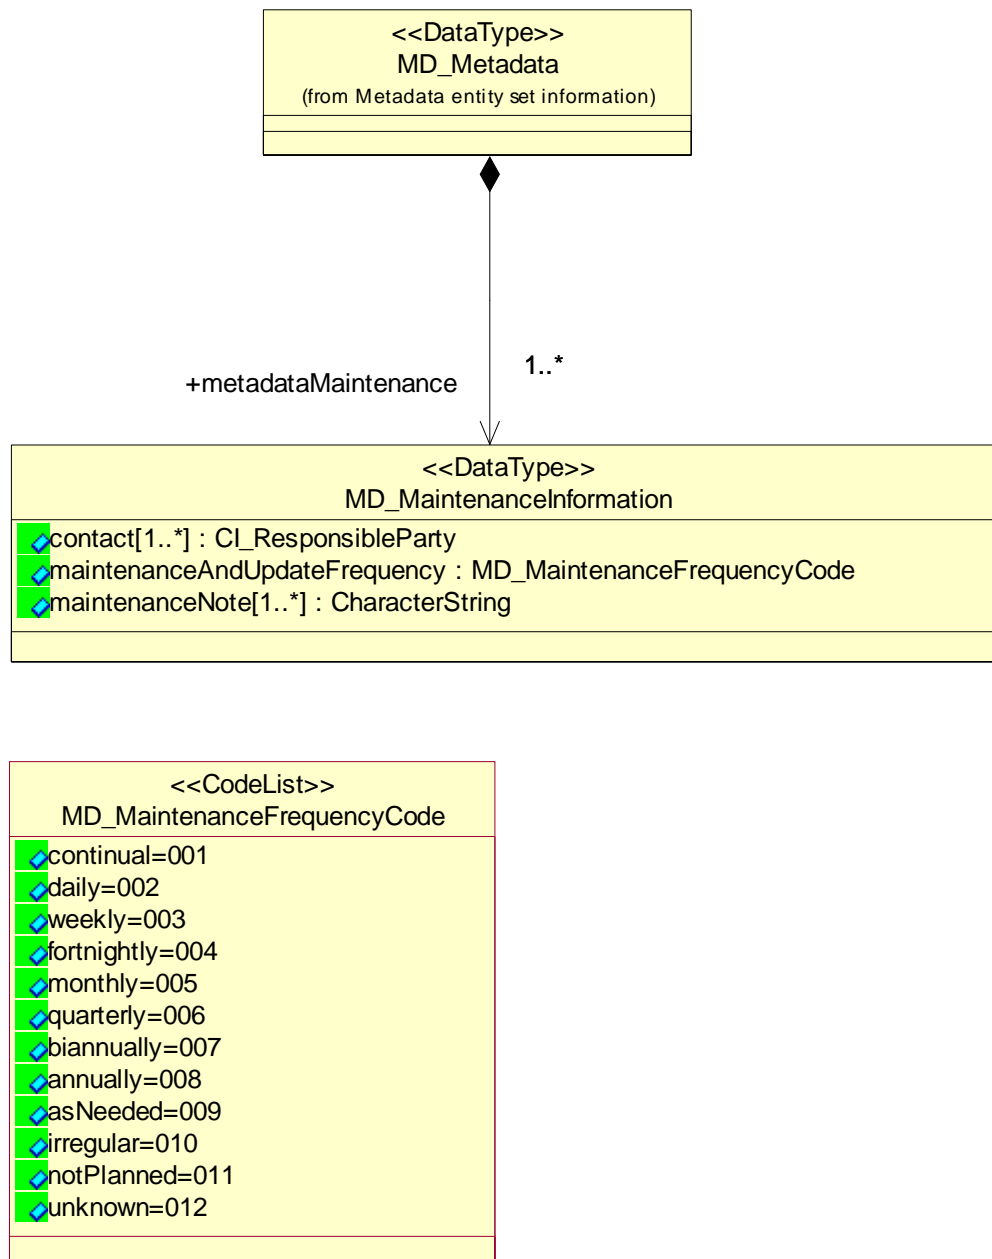 <<DataType>>
MD_Metadata
(from Metadata entity set information)
1..*
+metadataMaintenance
<<DataType>>
MD_MaintenanceInformation
contact[1..*] : CI_ResponsibleParty
maintenanceAndUpdateFrequency : MD_MaintenanceFrequencyCode
maintenanceNote[1..*] : CharacterString
<<CodeList>>
MD_MaintenanceFrequencyCode
continual=001
daily=002
weekly=003
fortnightly=004
monthly=005
quarterly=006
biannually=007
annually=008
asNeeded=009
irregular=010
notPlanned=011
unknown=012